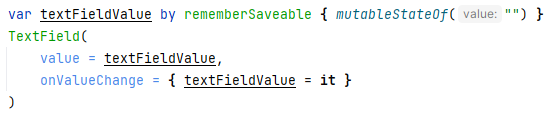 var textFieldValue by rememberSaveable { mutableStateOf( value: "") }
TextField(
    value = textFieldValue,
    onValueChange = { textFieldValue = it }
)